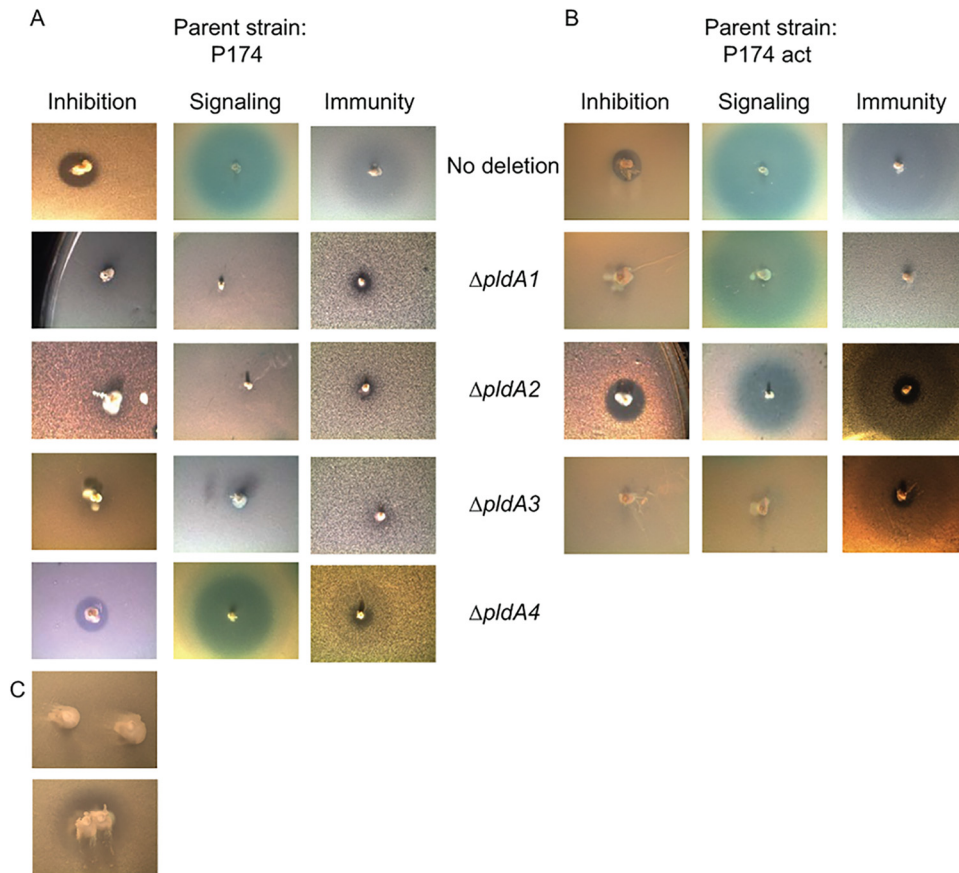 A
Parent strain:
P174
B
Parent strain:
P174 act
Inhibition
Signaling
Immunity
Inhibition
Signaling
Immunity
No deletion
ΔpldA1
ΔpldA2
ΔpldA3
ΔpldA4
C